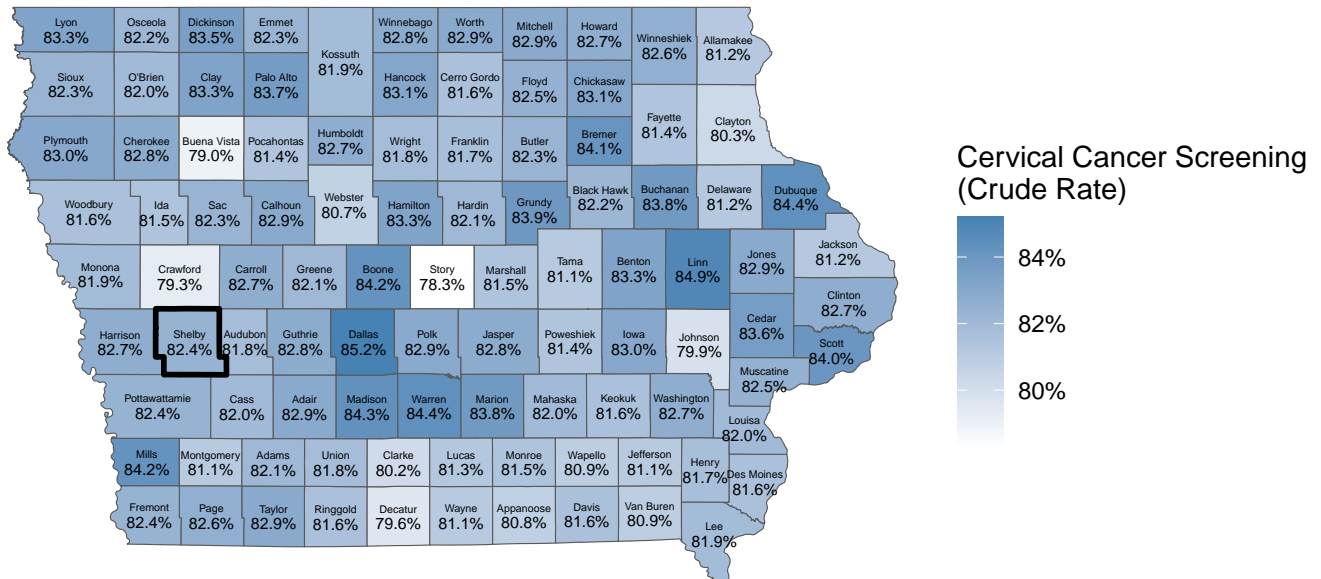 Lyon
83.3%
Osceola
82.2%
Dickinson
83.5%
Emmet
82.3%
Kossuth
81.9%
Winnebago
82.8%
Worth
82.9%
Mitchell
82.9%
Howard
82.7%
Winneshiek
82.6%
Allamakee
81.2%
Sioux
82.3%
O'Brien
82.0%
Clay
83.3%
Palo Alto
83.7%
Hancock
83.1%
Cerro Gordo
81.6%
Floyd
82.5%
Chickasaw
83.1%
Fayette
81.4%
Clayton
80.3%
Plymouth
83.0%
Cherokee
82.8%
Buena Vista
79.0%
Pocahontas
81.4%
Humboldt
82.7%
Wright
81.8%
Franklin
81.7%
Butler
82.3%
Bremer
84.1%
Woodbury
81.6%
Ida
81.5%
Sac
82.3%
Calhoun
82.9%
Webster
80.7%
Hamilton
83.3%
Hardin
82.1%
Grundy
83.9%
Black Hawk
82.2%
Buchanan
83.8%
Delaware
81.2%
Dubuque
84.4%
Monona
81.9%
Crawford
79.3%
Carroll
82.7%
Greene
82.1%
Boone
84.2%
Story
78.3%
Marshall
81.5%
Tama
81.1%
Benton
83.3%
Linn
84.9%
Jones
82.9%
Jackson
81.2%
Clinton
82.7%
Harrison
82.7%
Shelby
82.4%
Audubon
81.8%
Guthrie
82.8%
Dallas
85.2%
Polk
82.9%
Jasper
82.8%
Poweshiek
81.4%
Iowa
83.0%
Johnson
79.9%
Cedar
83.6%
Scott
84.0%
Muscatine
82.5%
Pottawattamie
82.4%
Cass
82.0%
Adair
82.9%
Madison
84.3%
Warren
84.4%
Marion
83.8%
Mahaska
82.0%
Keokuk
81.6%
Washington
82.7%
Louisa
82.0%
Mills
84.2%
Montgomery
81.1%
Adams
82.1%
Union
81.8%
Clarke
80.2%
Lucas
81.3%
Monroe
81.5%
Wapello
80.9%
Jefferson
81.1%
Henry
81.7%
Des Moines
81.6%
Fremont
82.4%
Page
82.6%
Taylor
82.9%
Ringgold
81.6%
Decatur
79.6%
Wayne
81.1%
Appanoose
80.8%
Davis
81.6%
Van Buren
80.9%
Lee
81.9%
Cervical Cancer Screening
(Crude Rate)
84%
82%
80%